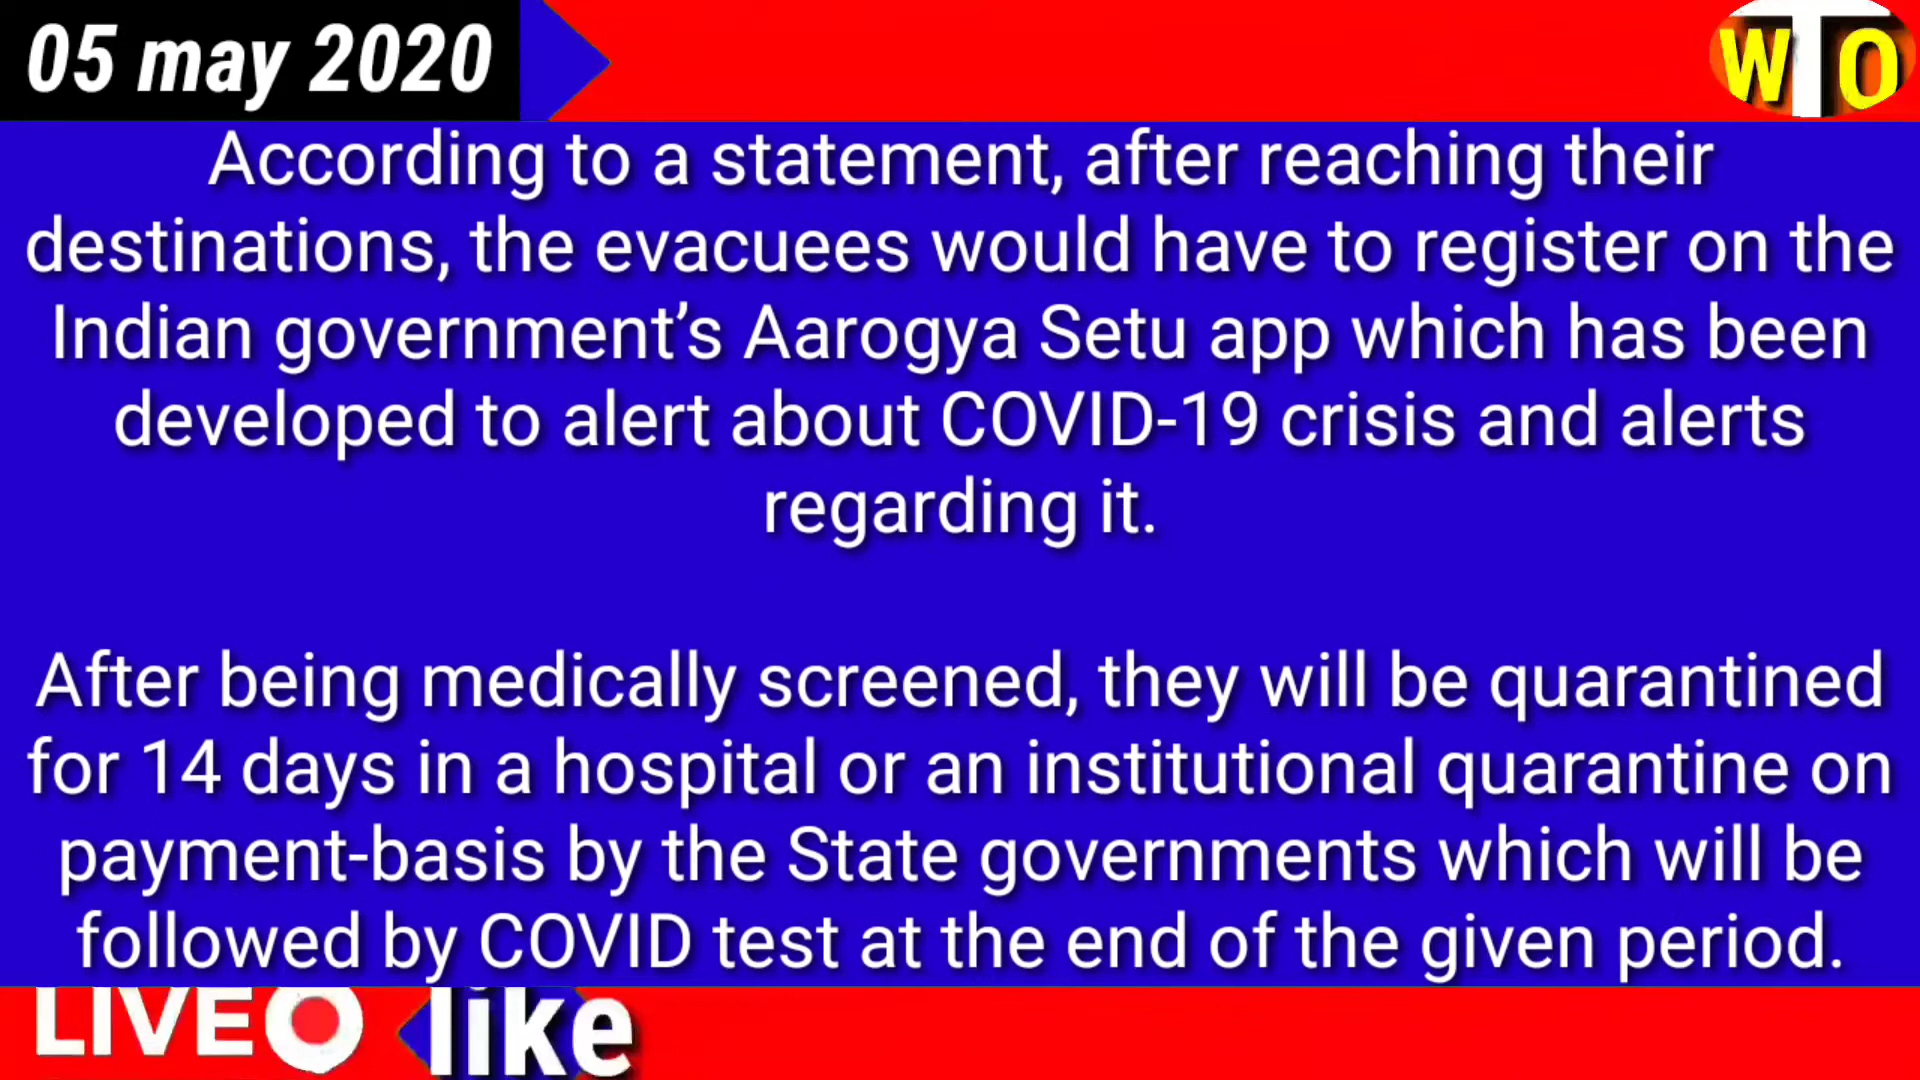 05 may 2020
WTO
According to a statement, after reaching their
destinations, the evacuees would have to register on the
Indian government’s Aarogya Setu app which has been
developed to alert about COVID-19 crisis and alerts
regarding it.
After being medically screened, they will be quarantined
for 14 days in a hospital or an institutional quarantine on
payment-basis by the State governments which will be
followed by COVID test at the end of the given period.
LIVE
like